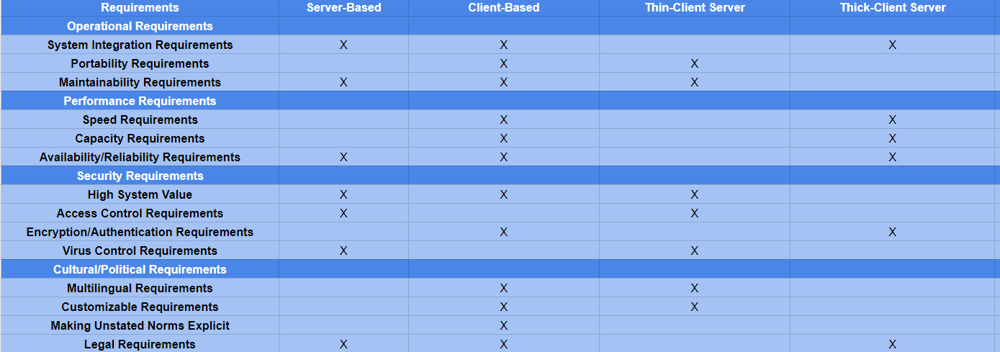 Requirements Server-Based Client-Based Thin-Client Server Thick-Client Server
Operational Requirements
System Integration Requirements X X X
Portability Requirements X X
Maintainability Requirements X X X
Performance Requirements
Speed Requirements X X
Capacity Requirements X X
Availability/Reliability Requirements X X X
Security Requirements
High System Value X X X
Access Control Requirements X X
Encryption/Authentication Requirements X X
Virus Control Requirements X X
Cultural/Political Requirements
Multilingual Requirements X X
Customizable Requirements X X
Making Unstated Norms Explicit X
Legal Requirements X X X